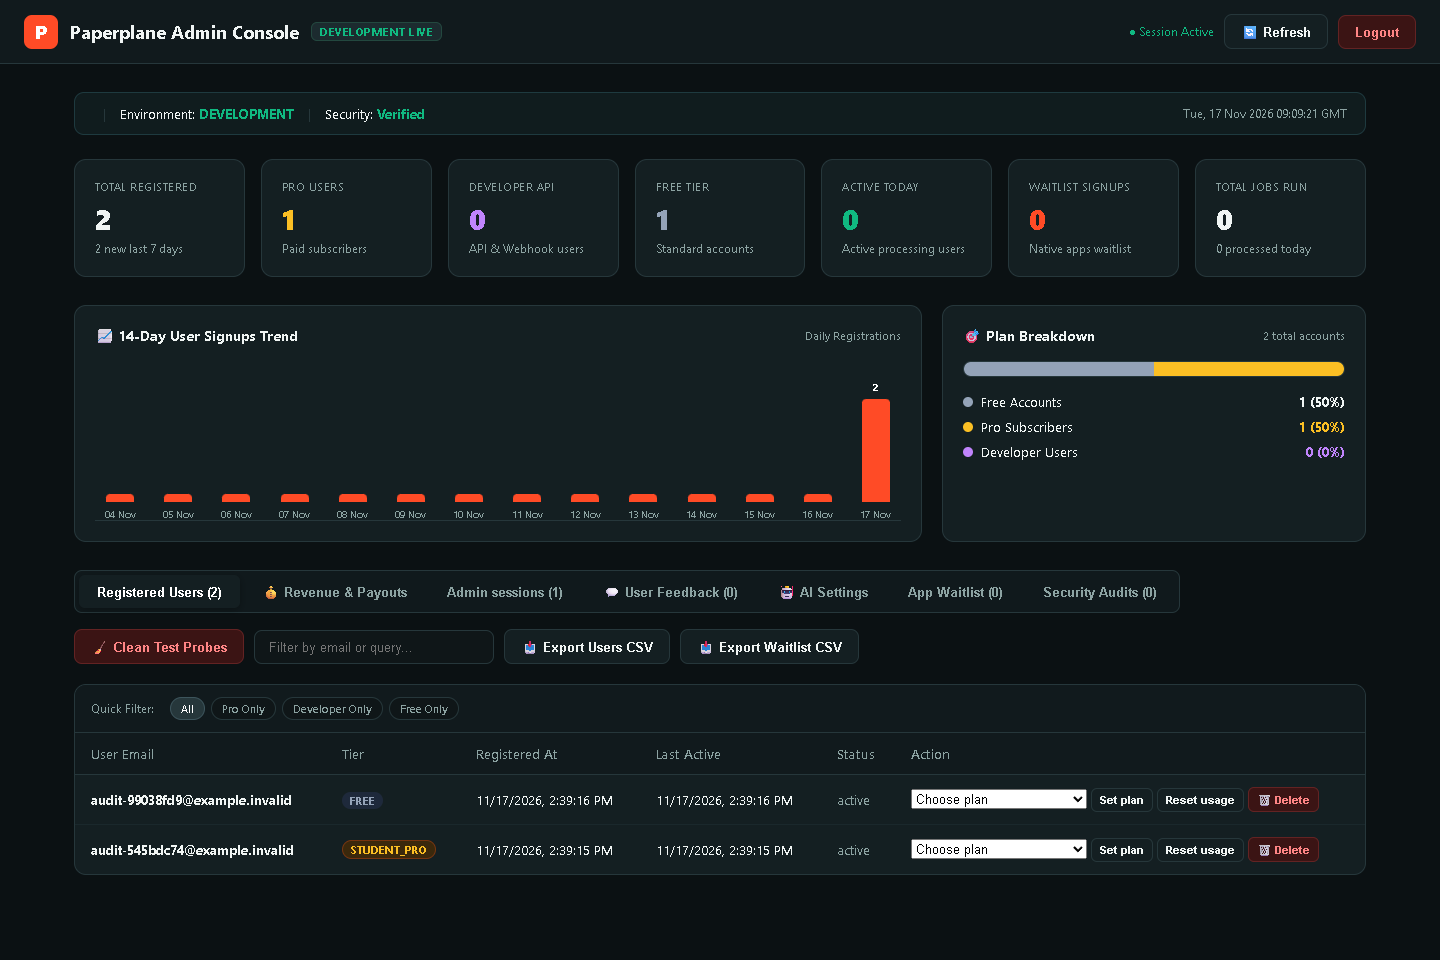 P Paperplane Admin Console DEVELOPMENT LIVE
● Session Active Refresh Logout
Environment: DEVELOPMENT Security: Verified Tue, 17 Nov 2026 09:09:21 GMT
TOTAL REGISTERED
2
2 new last 7 days
PRO USERS
1
Paid subscribers
DEVELOPER API
0
API & Webhook users
FREE TIER
1
Standard accounts
ACTIVE TODAY
0
Active processing users
WAITLIST SIGNUPS
0
Native apps waitlist
TOTAL JOBS RUN
0
0 processed today
14-Day User Signups Trend Daily Registrations
2
04 Nov 05 Nov 06 Nov 07 Nov 08 Nov 09 Nov 10 Nov 11 Nov 12 Nov 13 Nov 14 Nov 15 Nov 16 Nov 17 Nov
Plan Breakdown 2 total accounts
Free Accounts 1 (50%)
Pro Subscribers 1 (50%)
Developer Users 0 (0%)
Registered Users (2) Revenue & Payouts Admin sessions (1) User Feedback (0) AI Settings App Waitlist (0) Security Audits (0)
Clean Test Probes Filter by email or query... Export Users CSV Export Waitlist CSV
Quick Filter: All Pro Only Developer Only Free Only
User Email Tier Registered At Last Active Status Action
audit-99038fd9@example.invalid FREE 11/17/2026, 2:39:16 PM 11/17/2026, 2:39:16 PM active Choose plan Set plan Reset usage Delete
audit-545bdc74@example.invalid STUDENT_PRO 11/17/2026, 2:39:15 PM 11/17/2026, 2:39:15 PM active Choose plan Set plan Reset usage Delete